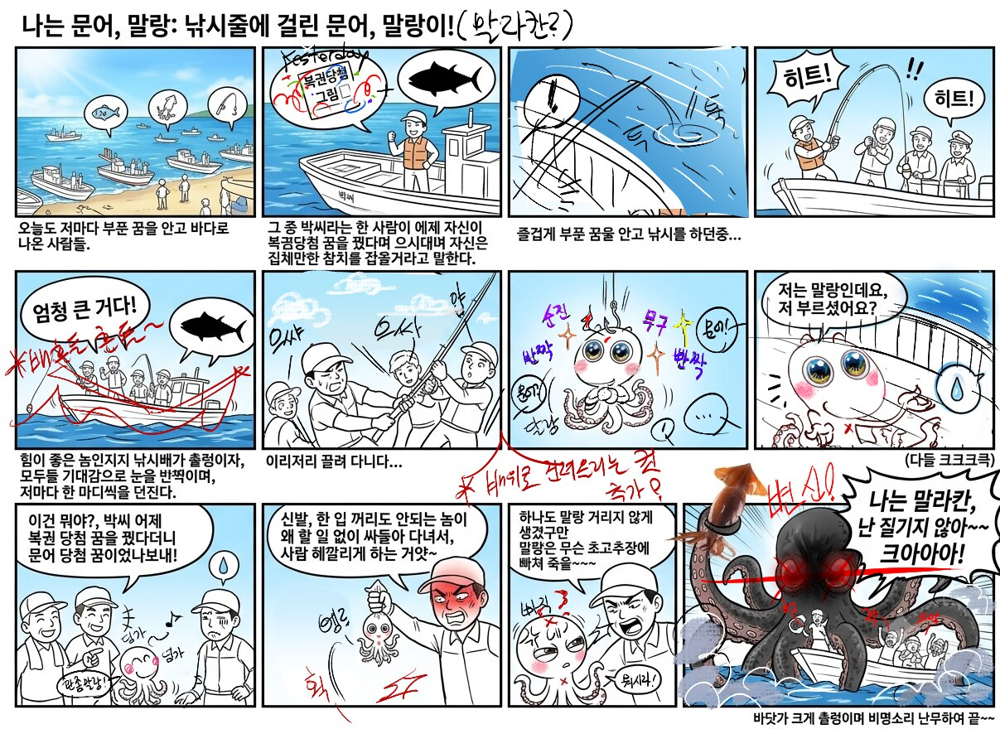 나는 문어, 말랑: 낚시줄에 걸린 문어, 말랑이! (말라칸?)
Yesterday
복권당첨
그림
박씨
오늘도 저마다 부푼 꿈을 안고 바다로
나온 사람들.
그 중 박씨라는 한 사람이 에제 자신이
복권당첨 꿈을 꿨다며 으시대며 자신은
집체만한 참치를 잡을거라고 말한다.
!
툭
툭
즐겁게 부푼 꿈을 안고 낚시를 하던중...
히트!
!!
히트!
엄청 큰 거다!
*배 흔들 흔들~
힘이 좋은 놈인지지 낚시배가 출렁이자,
모두들 기대감으로 눈을 반짝이며,
저마다 한 마디씩을 던진다.
으쌰
으싸
얍
이리저리 끌려 다니다...
순진
무구
반짝
빤짝
문어!
문어?
달랑
...
* 배위로 건져올리는 컷
추가?
저는 말랑인데요,
저 부르셨어요?
(다들 크크크큭)
이건 뭐야?, 박씨 어제
복권 당첨 꿈을 꿨다더니
문어 당첨 꿈이었나보내!
덩가
관종말랑!
신발, 한 입 꺼리도 안되는 놈이
왜 할 일 없이 싸돌아 다녀서,
사람 헤깔리게 하는 거얏~
엥?
획
하나도 말랑 거리지 않게
생겼구만
말랑은 무슨 초고추장에
빠져 죽을~~~
빠직
뭐시라!
변신!
나는 말라칸,
난 질기지 않아~~
크아아아!
헉
바닷가 크게 출렁이며 비명소리 난무하여 끝~~